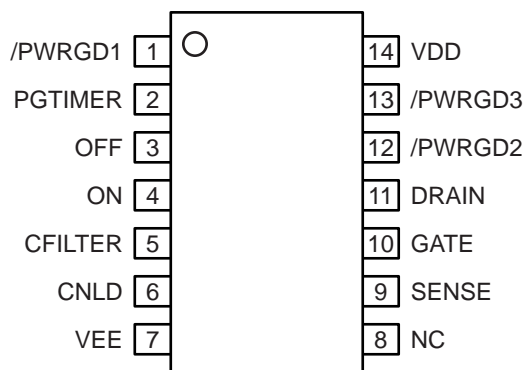 /PWRGD1 1 14 VDD
PGTIMER 2 13 /PWRGD3
OFF 3 12 /PWRGD2
ON 4 11 DRAIN
CFILTER 5 10 GATE
CNLD 6 9 SENSE
VEE 7 8 NC